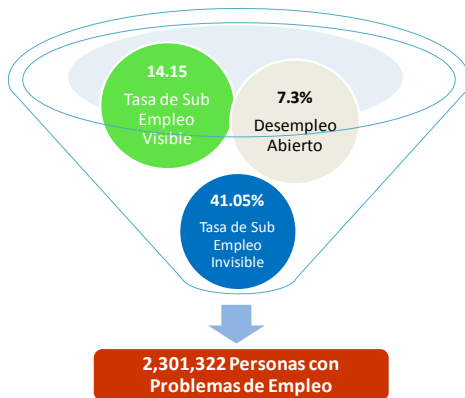 14.15
Tasa de Sub
Empleo
Visible
7.3%
Desempleo
Abierto
41.05%
Tasa de Sub
Empleo
Invisible
2,301,322 Personas con
Problemas de Empleo